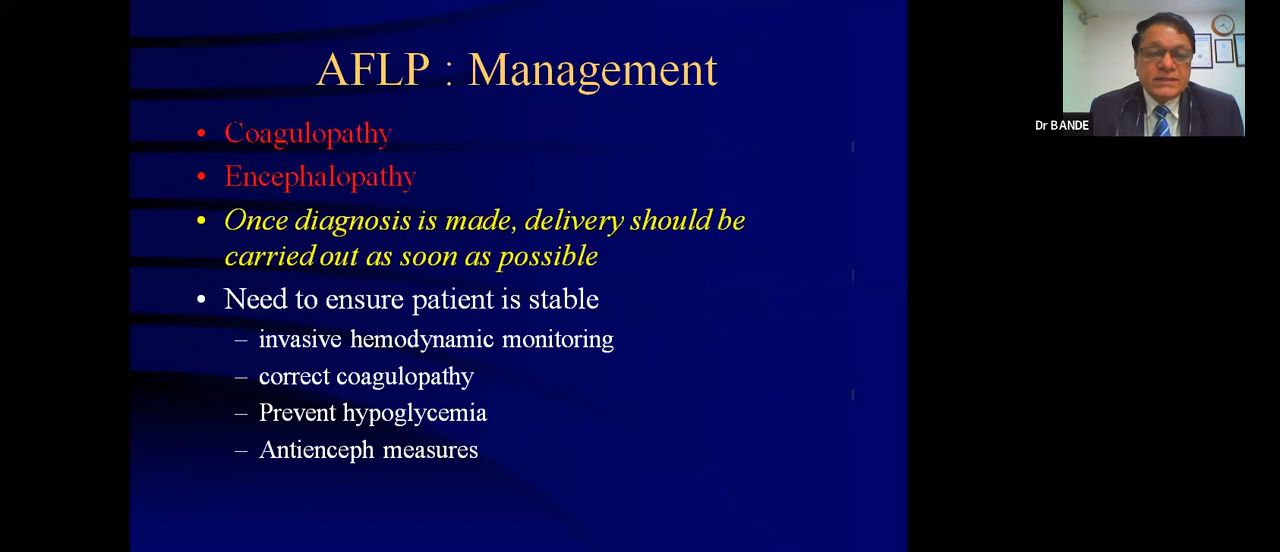 AFLP : Management
• Coagulopathy
• Encephalopathy
• Once diagnosis is made, delivery should be
carried out as soon as possible
• Need to ensure patient is stable
– invasive hemodynamic monitoring
– correct coagulopathy
– Prevent hypoglycemia
– Antienceph measures
Dr BANDE